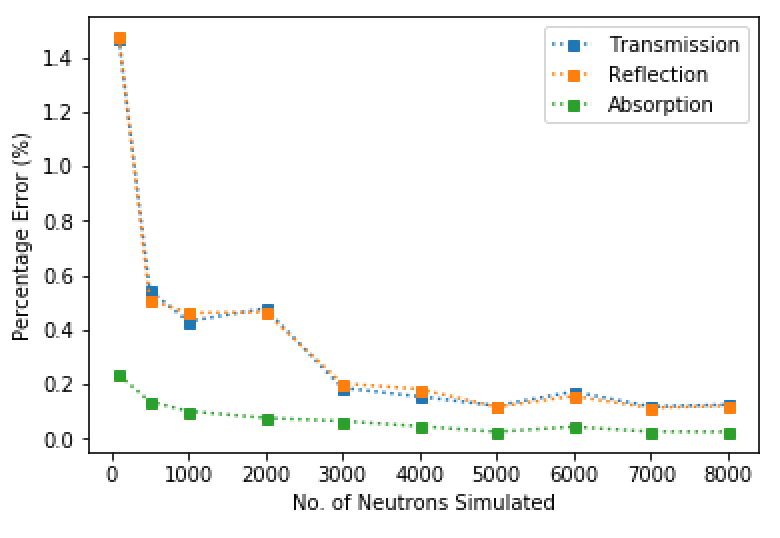 Transmission
Reflection
Absorption
Percentage Error (%)
1.4
1.2
1.0
0.8
0.6
0.4
0.2
0.0
0 1000 2000 3000 4000 5000 6000 7000 8000
No. of Neutrons Simulated